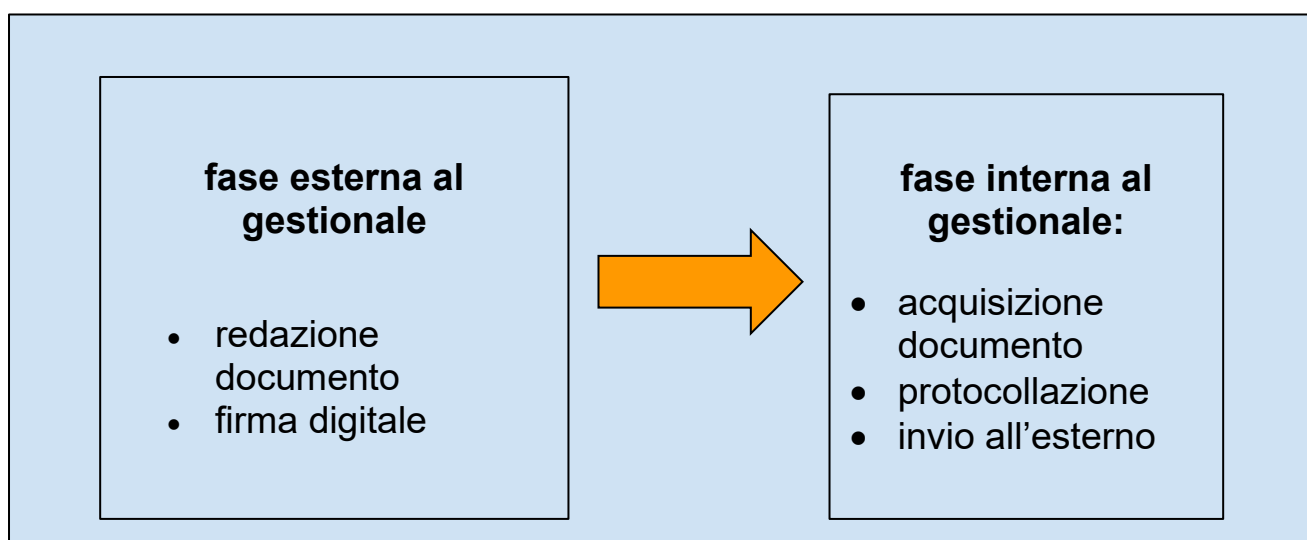 fase esterna al
gestionale
• redazione
documento
• firma digitale
fase interna al
gestionale:
• acquisizione
documento
• protocollazione
• invio all’esterno